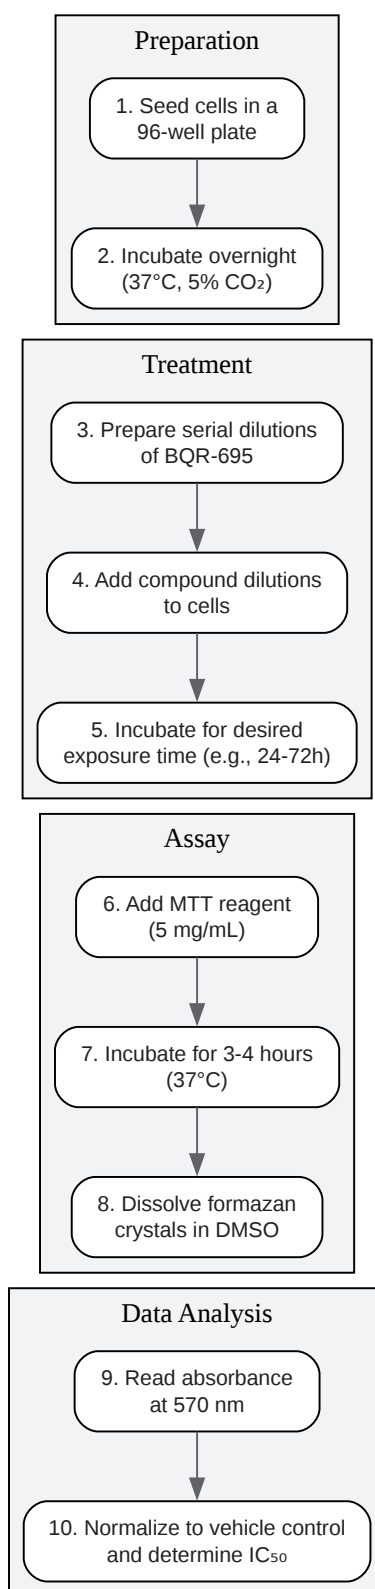 Preparation
1. Seed cells in a
96-well plate
2. Incubate overnight
(37°C, 5% CO₂)
Treatment
3. Prepare serial dilutions
of BQR-695
4. Add compound dilutions
to cells
5. Incubate for desired
exposure time (e.g., 24-72h)
Assay
6. Add MTT reagent
(5 mg/mL)
7. Incubate for 3-4 hours
(37°C)
8. Dissolve formazan
crystals in DMSO
Data Analysis
9. Read absorbance
at 570 nm
10. Normalize to vehicle control
and determine IC₅₀